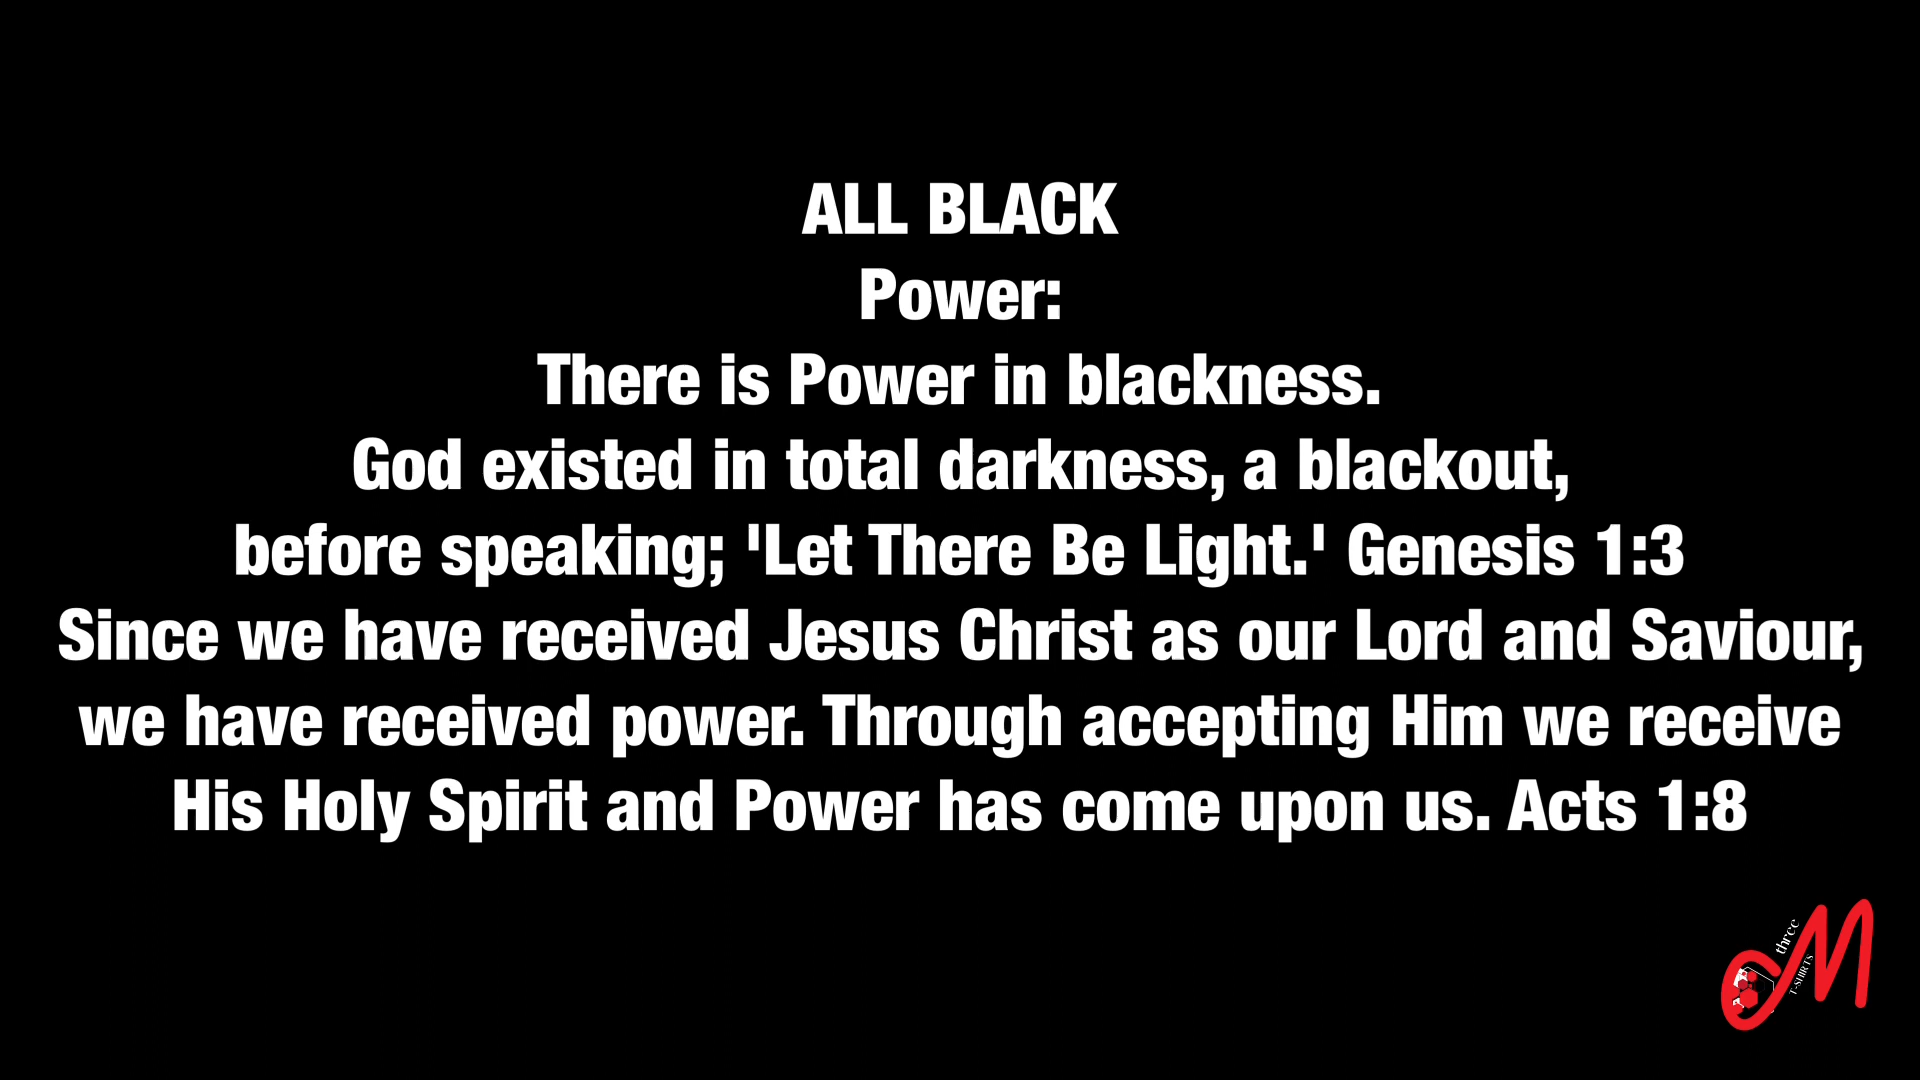 ALL BLACK
Power:
There is Power in blackness.
God existed in total darkness, a blackout,
before speaking; 'Let There Be Light.' Genesis 1:3
Since we have received Jesus Christ as our Lord and Saviour,
we have received power. Through accepting Him we receive
His Holy Spirit and Power has come upon us. Acts 1:8
three
M
T-SHIRTS